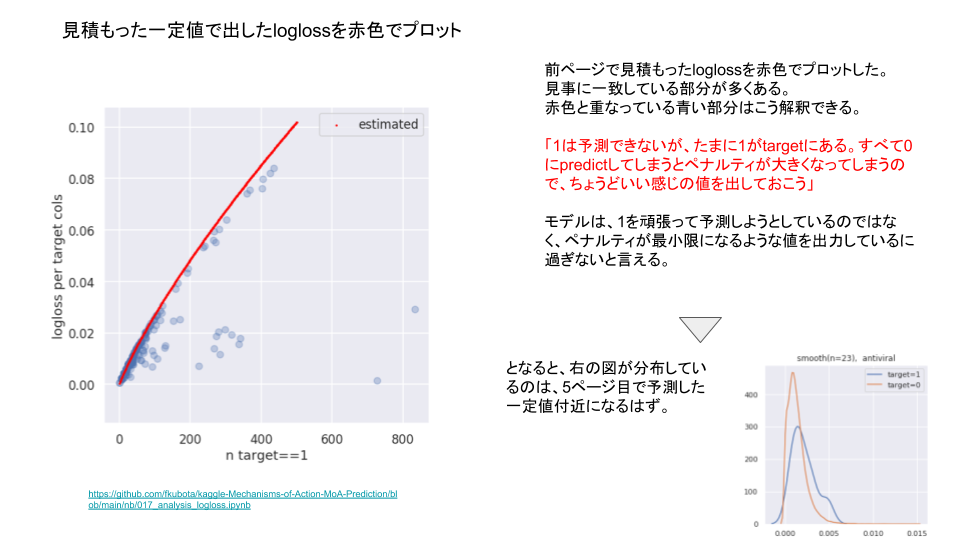 見積もった一定値で出したloglossを赤色でプロット
前ページで見積もったloglossを赤色でプロットした。
見事に一致している部分が多くある。
赤色と重なっている青い部分はこう解釈できる。
「1は予測できないが、たまに1がtargetにある。すべて0
にpredictしてしまうとペナルティが大きくなってしまうの
で、ちょうどいい感じの値を出しておこう」
モデルは、1を頑張って予測しようとしているのではな
く、ペナルティが最小限になるような値を出力しているに
過ぎないと言える。
estimated
logloss per target cols
0.10
0.08
0.06
0.04
0.02
0.00
0
200
400
600
800
n target==1
https://github.com/fkubota/kaggle-Mechanisms-of-Action-MoA-Prediction/bl
ob/main/nb/017_analysis_logloss.ipynb
となると、右の図が分布してい
るのは、5ページ目で予測した
一定値付近になるはず。
smooth(n=23), antiviral
target=1
target=0
400
300
200
100
0
0.000
0.005
0.010
0.015